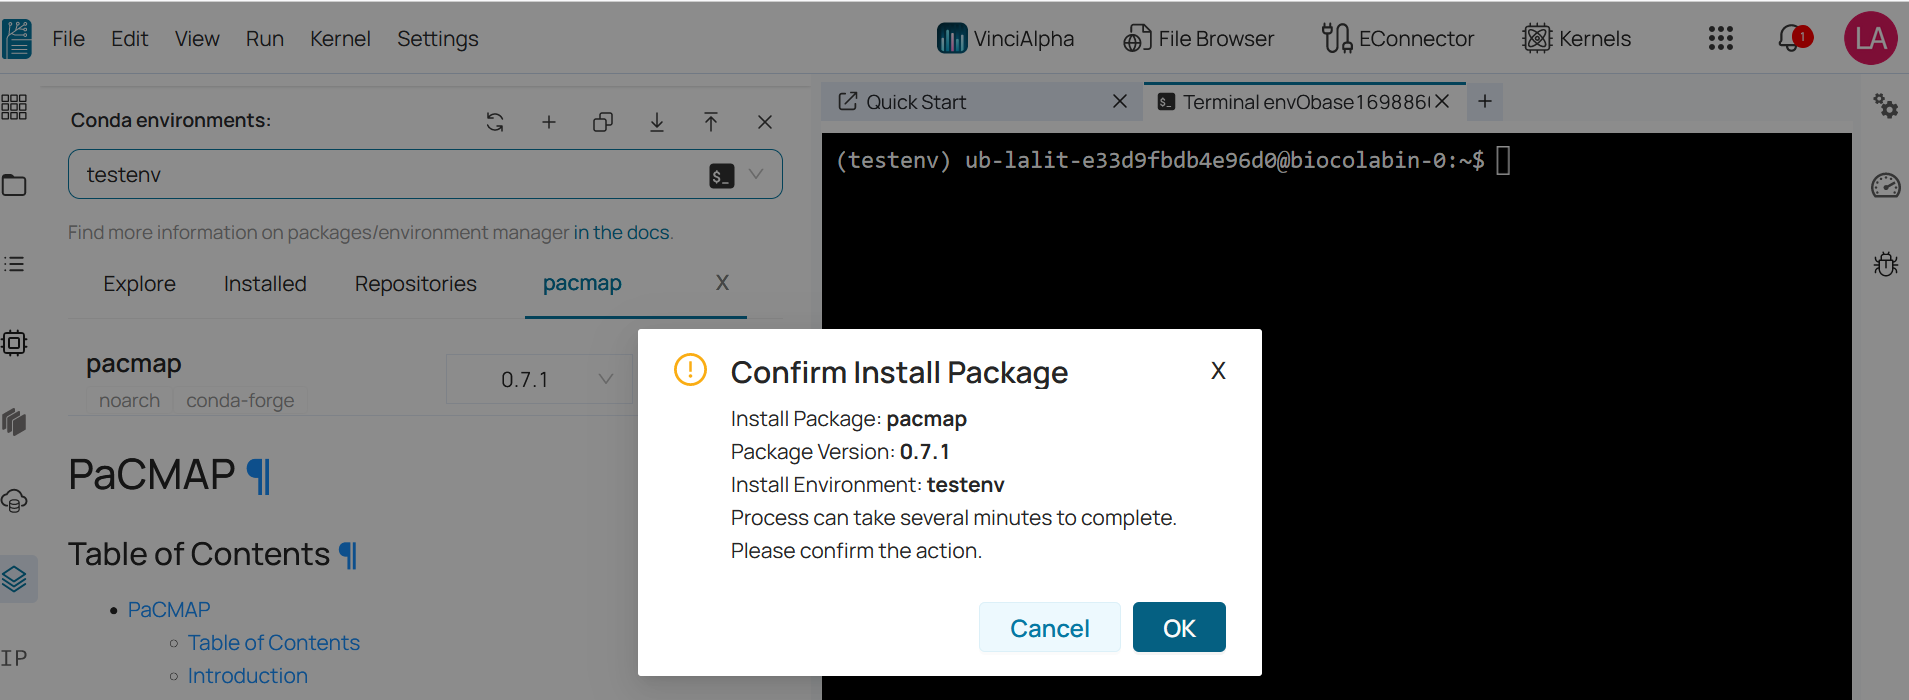 File Edit View Run Kernel Settings VinciAlpha File Browser EConnector Kernels 1 LA
Conda environments:
testenv $_
Find more information on packages/environment manager in the docs.
Explore Installed Repositories pacmap X
pacmap
noarch conda-forge
0.7.1
PaCMAP ¶
Table of Contents ¶
PaCMAP
Table of Contents
Introduction
IP
Quick Start
$_ Terminal envObase169886
(testenv) ub-lalit-e33d9fbdb4e96d0@biocolabin-0:~$
Confirm Install Package X
Install Package: pacmap
Package Version: 0.7.1
Install Environment: testenv
Process can take several minutes to complete.
Please confirm the action.
Cancel OK